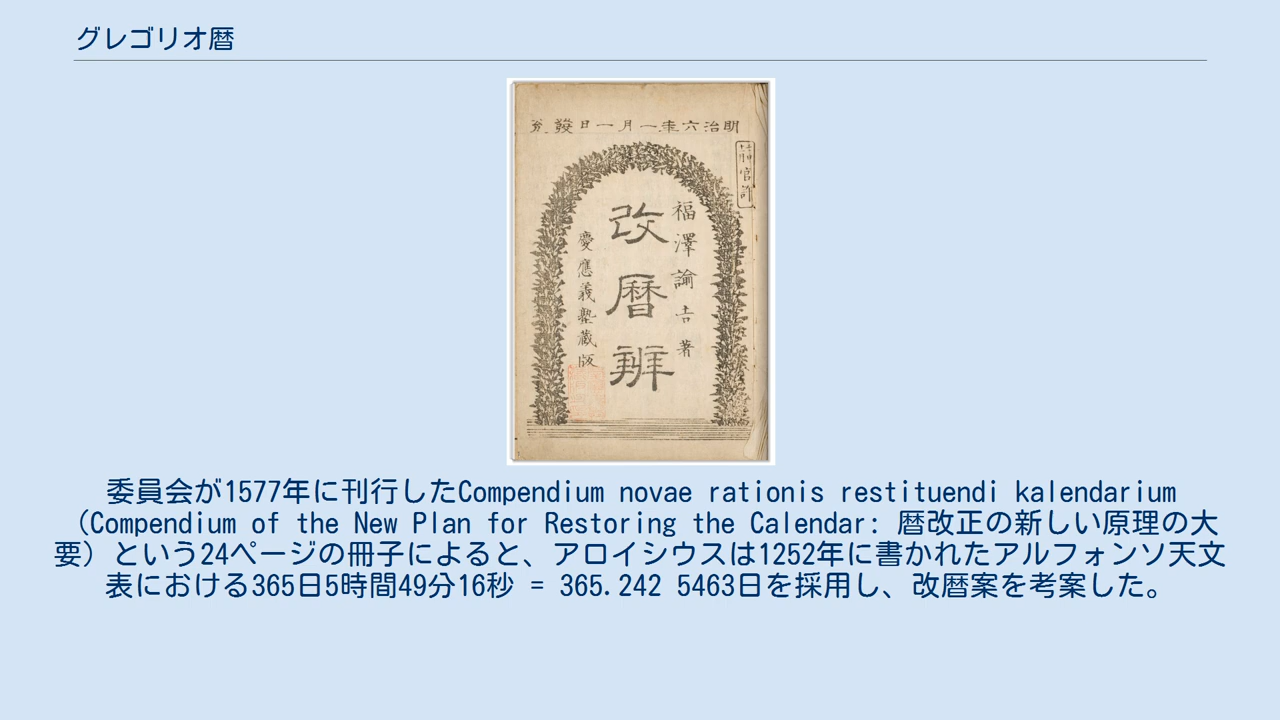 グレゴリオ暦
明治六年一月一日發兌
官許
福澤諭吉著
改暦辨
慶應義塾藏版
委員会が1577年に刊行したCompendium novae rationis restituendi kalendarium
（Compendium of the New Plan for Restoring the Calendar: 暦改正の新しい原理の大
要）という24ページの冊子によると、アロイシウスは1252年に書かれたアルフォンソ天文
表における365日5時間49分16秒 = 365.242 5463日を採用し、改暦案を考案した。